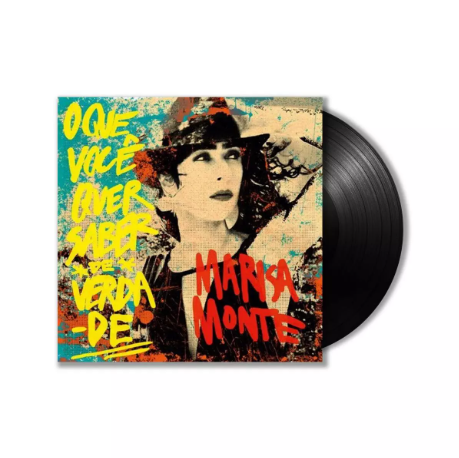 O QUE
VOCÊ
QUER
SABER
DE
VERDA
-DE
MARISA
MONTE